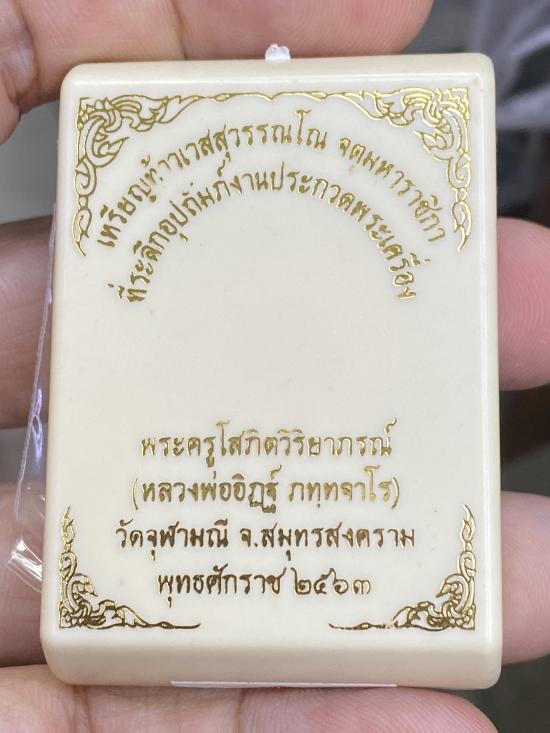 เหรียญท้าวเวสสุวรรณโณ จตุมหาราชิกา
ที่ระลึกอุปถัมภ์งานประกวดพระเครื่อง
พระครูโสภิตวิริยาภรณ์
(หลวงพ่ออิฏฐ์ ภทฺทจาโร)
วัดจุฬามณี จ.สมุทรสงคราม
พุทธศักราช ๒๕๖๓